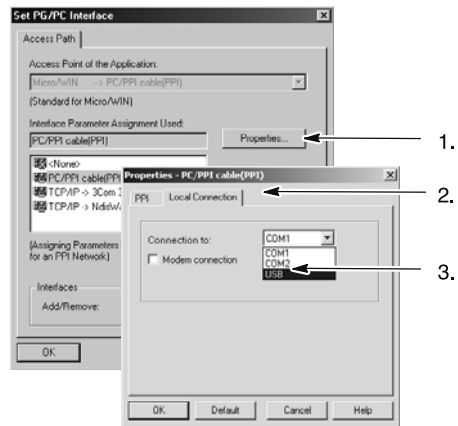 Set PG/PC Interface
Access Path
Access Point of the Application:
Micro/WIN --> PC/PPI cable(PPI)
(Standard for Micro/WIN)
Interface Parameter Assignment Used:
PC/PPI cable(PPI)
Properties...
1.
<None>
PC/PPI cable(PPI
TCP/IP -> 3Com 3
TCP/IP -> NdisWa
(Assigning Parameters
for an PPI Network)
Interfaces
Add/Remove:
OK
Properties - PC/PPI cable(PPI)
2.
PPI
Local Connection
Connection to:
COM1
Modem connection
COM1
COM2
USB
3.
OK
Default
Cancel
Help